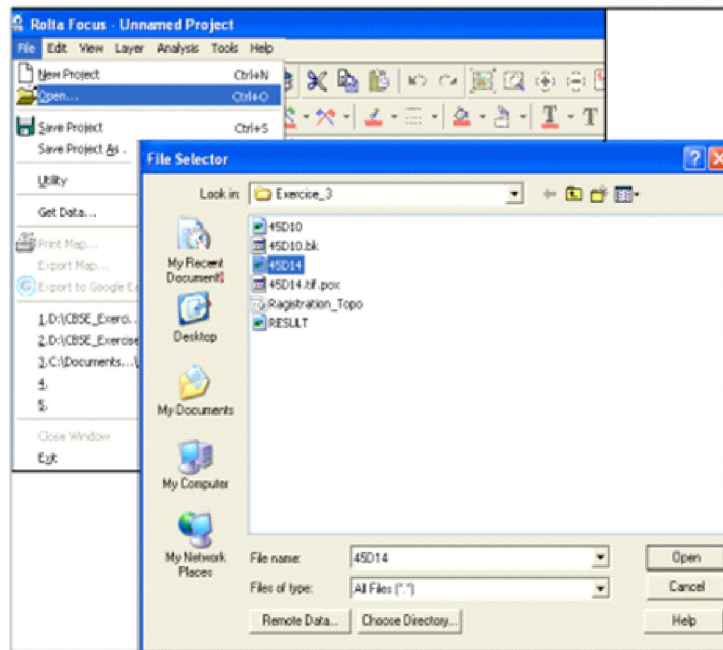 Rolta Focus - Unnamed Project
File Edit View Layer Analysis Tools Help
New Project Ctrl+N
Open... Ctrl+O
Save Project Ctrl+S
Save Project As .
Utility
Get Data...
Print Map...
Export Map...
Export to Google Ea
1.D:\CBSE_Exerci..
2.D:\CBSE_Exercise
3.C:\Documents...\
4.
5.
Close Window
Exit
File Selector
Look in: Exercise_3
My Recent Documents
Desktop
My Documents
My Computer
My Network Places
45D10
45D10.bk
45D14
45D14.tif.pox
Ragistration_Topo
RESULT
File name: 45D14 Open
Files of type: All Files (*.*) Cancel
Remote Data... Choose Directory... Help